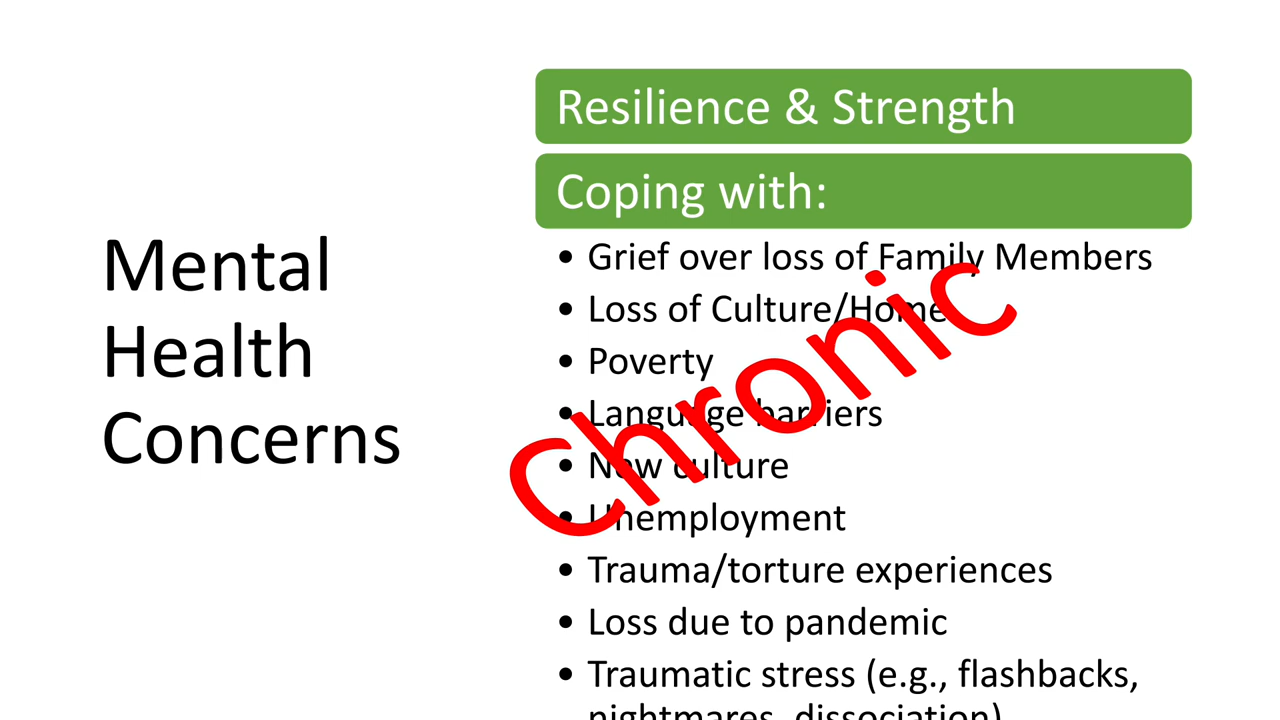 Mental
Health
Concerns
Resilience & Strength
Coping with:
• Grief over loss of Family Members
• Loss of Culture/Home
• Poverty
• Language barriers
• New culture
• Unemployment
• Trauma/torture experiences
• Loss due to pandemic
• Traumatic stress (e.g., flashbacks,
nightmares, dissociation)
Chronic